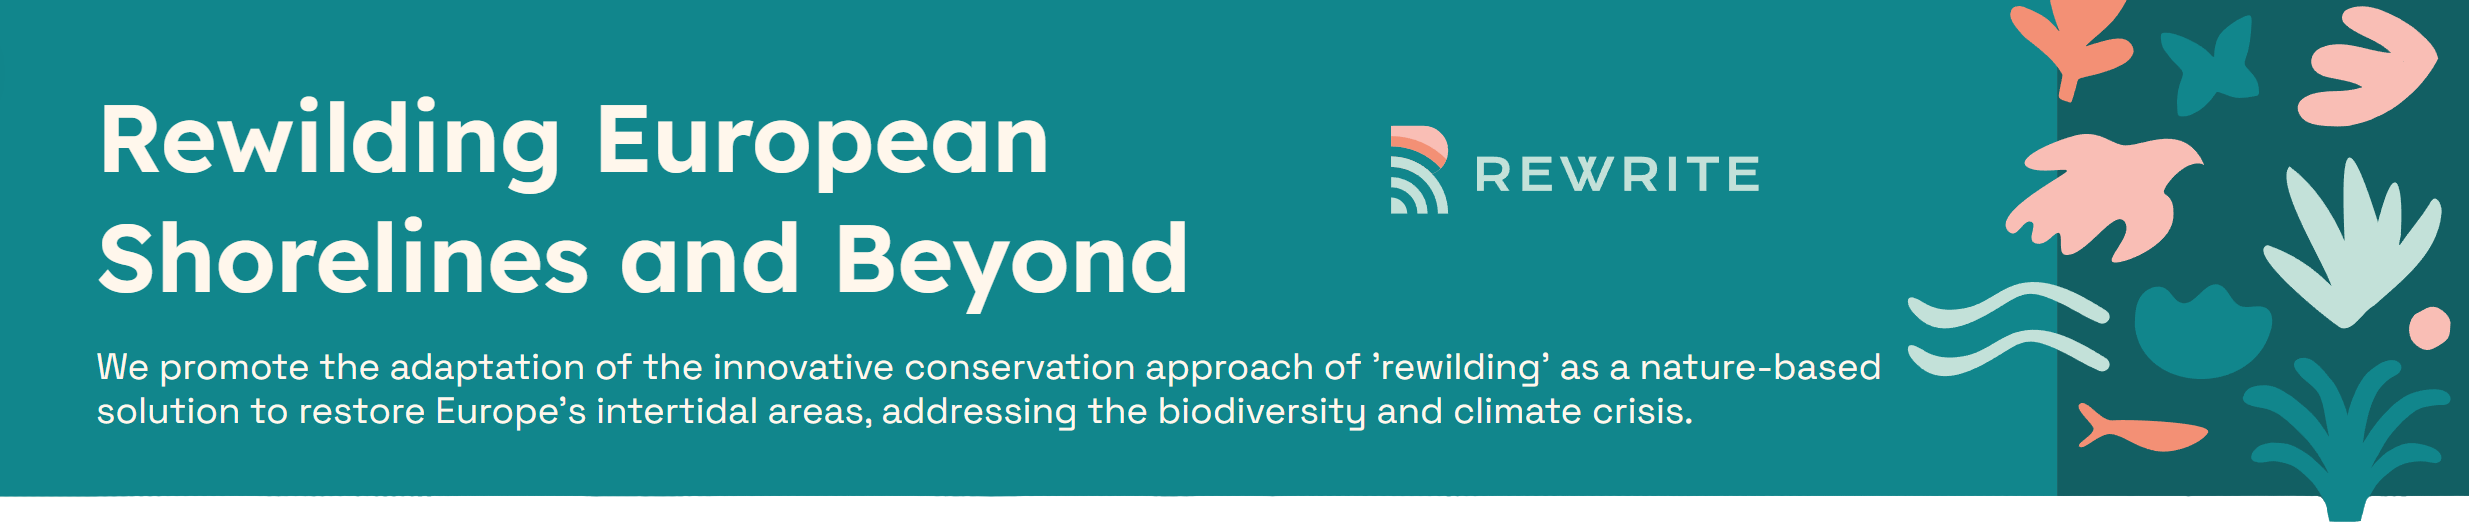 Rewilding European
Shorelines and Beyond
REWRITE
We promote the adaptation of the innovative conservation approach of ’rewilding’ as a nature-based
solution to restore Europe’s intertidal areas, addressing the biodiversity and climate crisis.